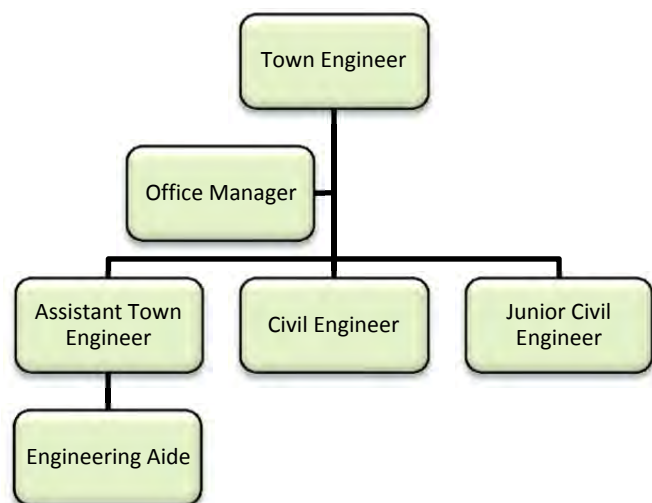 Town Engineer
Office Manager
Assistant Town
Engineer
Civil Engineer
Junior Civil
Engineer
Engineering Aide